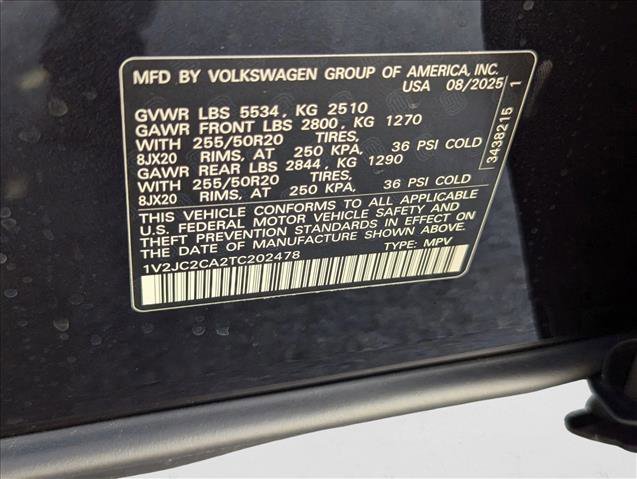 MFD BY VOLKSWAGEN GROUP OF AMERICA, INC.
USA 08/2025
GVWR LBS 5534, KG 2510
GAWR FRONT LBS 2800, KG 1270
WITH 255/50R20 TIRES,
8JX20 RIMS, AT 250 KPA, 36 PSI COLD
GAWR REAR LBS 2844, KG 1290
WITH 255/50R20 TIRES,
8JX20 RIMS, AT 250 KPA, 36 PSI COLD
THIS VEHICLE CONFORMS TO ALL APPLICABLE
U.S. FEDERAL MOTOR VEHICLE SAFETY AND
THEFT PREVENTION STANDARDS IN EFFECT ON
THE DATE OF MANUFACTURE SHOWN ABOVE.
1V2JC2CA2TC202478 TYPE: MPV
3438215 1